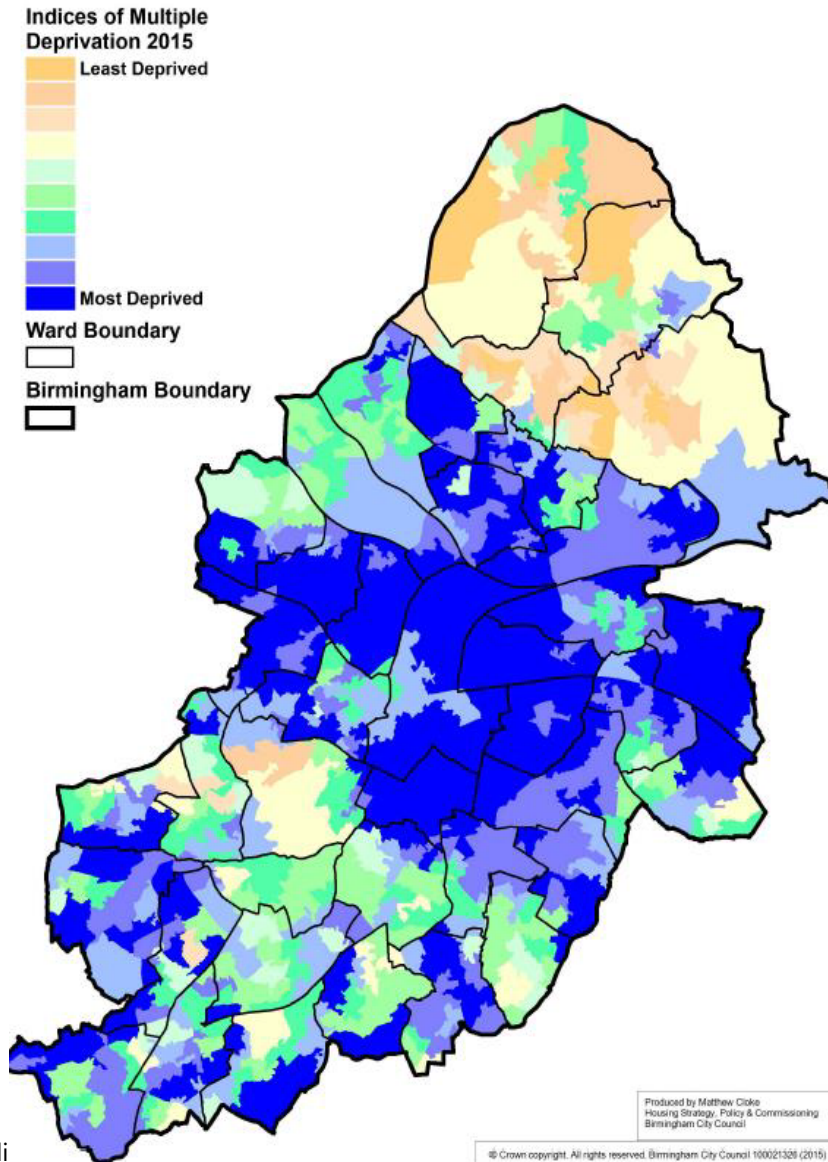 Indices of Multiple
Deprivation 2015
Least Deprived
Most Deprived
Ward Boundary
Birmingham Boundary
Produced by Matthew Cloke
Housing Strategy, Policy & Commissioning
Birmingham City Council
li
© Crown copyright. All rights reserved. Birmingham City Council 100021326 (2015)